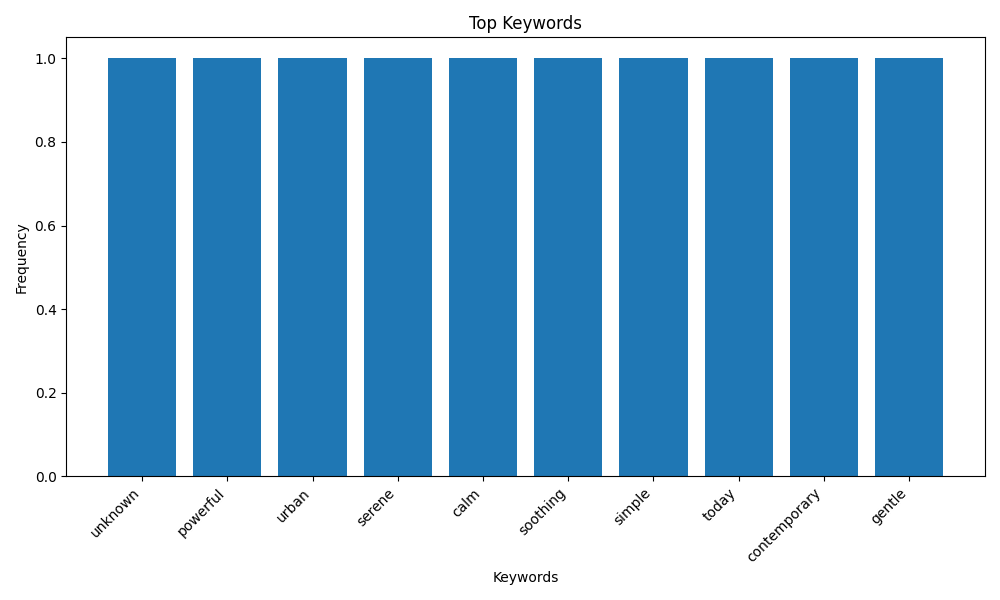 Top Keywords
Frequency
1.0
0.8
0.6
0.4
0.2
0.0
unknown
powerful
urban
serene
calm
soothing
simple
today
contemporary
gentle
Keywords